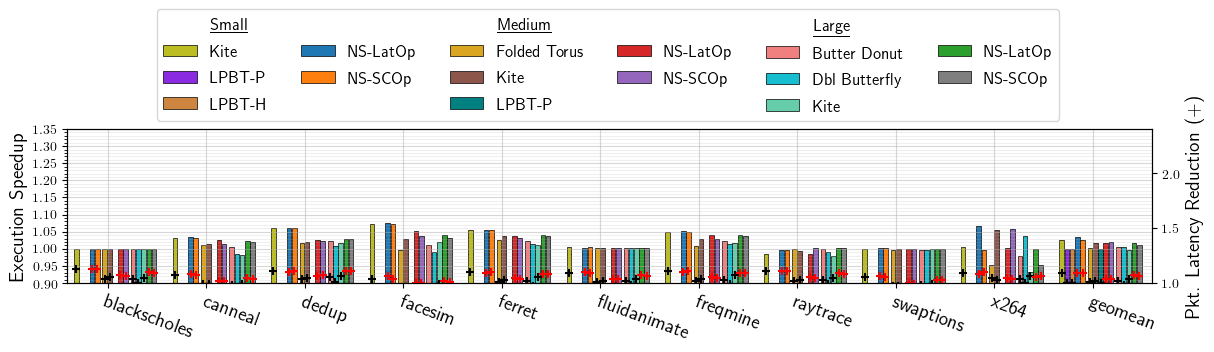 Small
Medium
Large
Kite
NS-LatOp
Folded Torus
NS-LatOp
Butter Donut
NS-LatOp
LPBT-P
NS-SCOp
Kite
NS-SCOp
Dbl Butterfly
NS-SCOp
LPBT-H
LPBT-P
Kite
Execution Speedup
1.35
1.30
1.25
1.20
1.15
1.10
1.05
1.00
0.95
0.90
Pkt. Latency Reduction (+)
2.0
1.5
1.0
blackscholes
canneal
dedup
facesim
ferret
fluidanimate
freqmine
raytrace
swaptions
x264
geomean